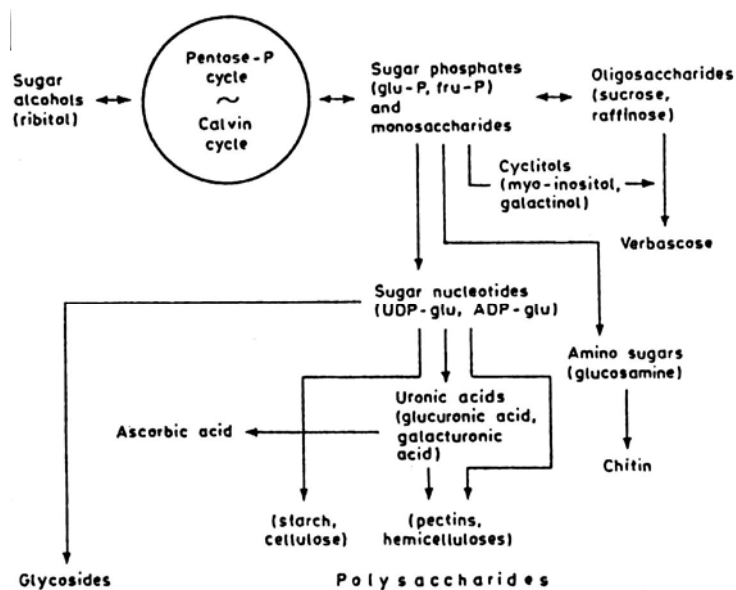 Sugar
alcohols
(ribitol)
Pentose-P
cycle
~
Calvin
cycle
Sugar phosphates
(glu-P, fru-P)
and
monosaccharides
Oligosaccharides
(sucrose,
raffinose)
Cyclitols
(myo-inositol,
galactinol)
Verbascose
Sugar nucleotides
(UDP-glu, ADP-glu)
Amino sugars
(glucosamine)
Uronic acids
(glucuronic acid,
galacturonic
acid)
Ascorbic acid
Chitin
(starch,
cellulose)
(pectins,
hemicelluloses)
Glycosides
Polysaccharides